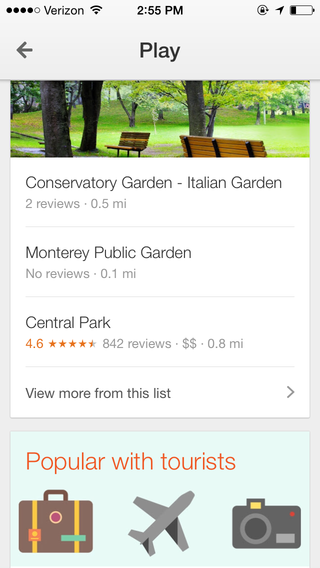 Verizon 2:55 PM
Play
Conservatory Garden - Italian Garden
2 reviews · 0.5 mi
Monterey Public Garden
No reviews · 0.1 mi
Central Park
4.6 842 reviews · $$ · 0.8 mi
View more from this list
Popular with tourists